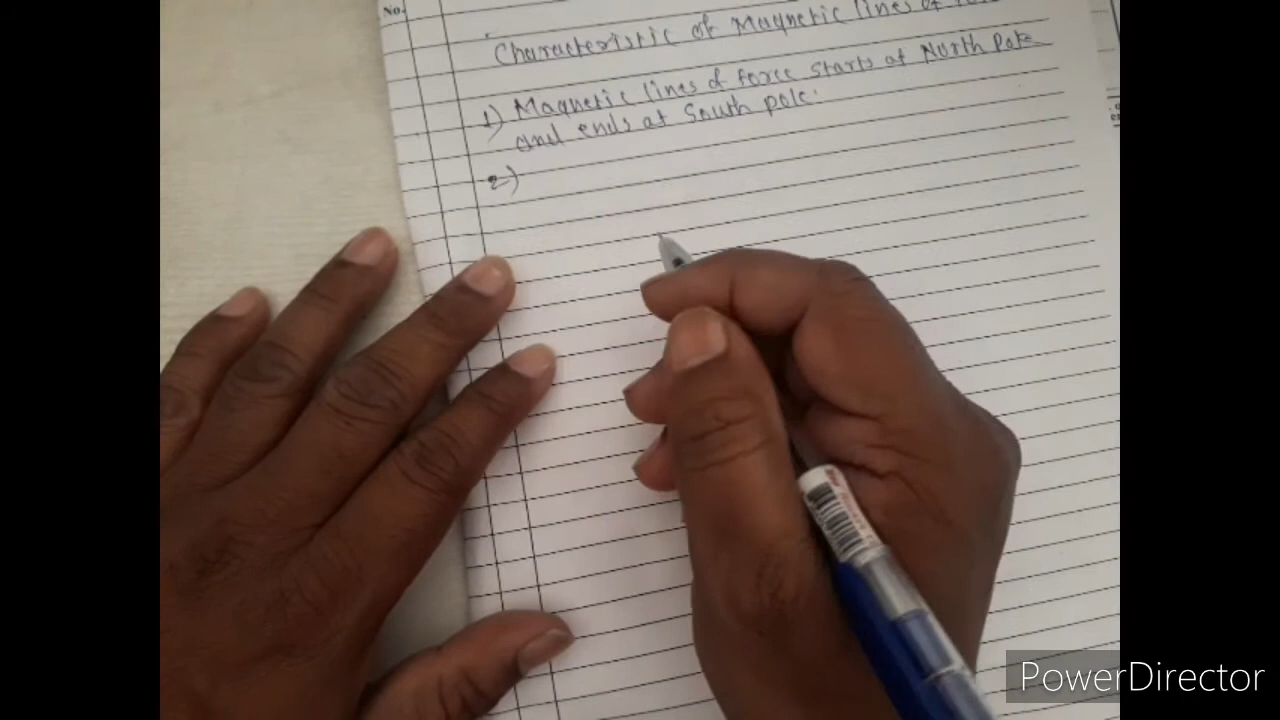 No.
Characteristic of Magnetic lines of
1) Magnetic lines of force starts at North Pole
and ends at South pole.
2)
PowerDirector